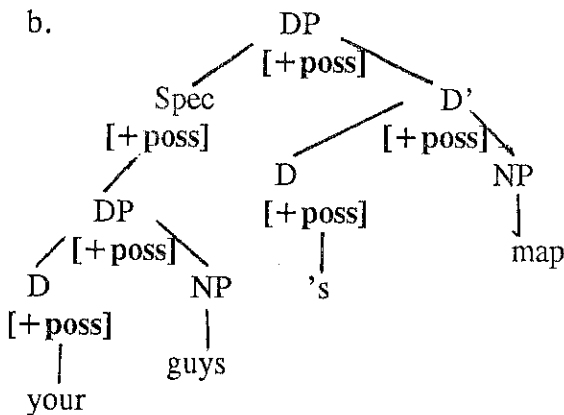 b. DP
[+poss]
Spec D'
[+poss] [+poss]
D NP
DP [+poss]
[+poss] map
D NP 's
[+poss]
guys
your